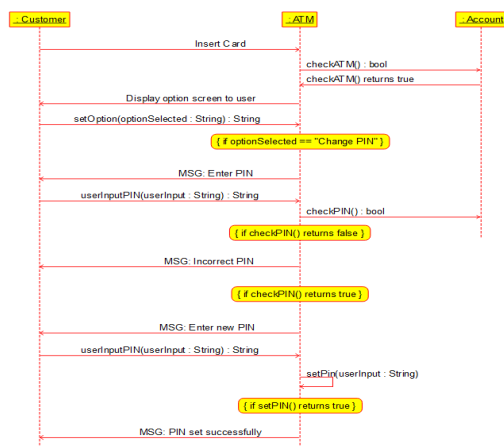 : Customer
: ATM
: Account
Insert Card
checkATM() : bool
checkATM() returns true
Display option screen to user
setOption(optionSelected : String) : String
{ if optionSelected == "Change PIN" }
MSG: Enter PIN
userInputPIN(userInput : String) : String
checkPIN() : bool
{ if checkPIN() returns false }
MSG: Incorrect PIN
{ if checkPIN() returns true }
MSG: Enter new PIN
userInputPIN(userInput : String) : String
setPin(userInput : String)
{ if setPIN() returns true }
MSG: PIN set successfully